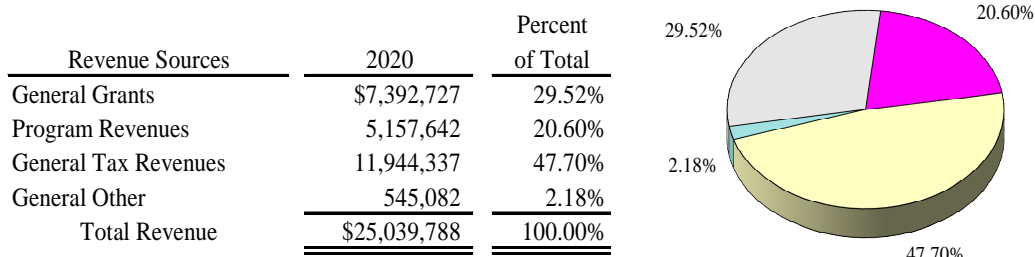 Percent
Revenue Sources 2020 of Total
General Grants $7,392,727 29.52%
Program Revenues 5,157,642 20.60%
General Tax Revenues 11,944,337 47.70%
General Other 545,082 2.18%
Total Revenue $25,039,788 100.00%
20.60%
29.52%
2.18%
47.70%